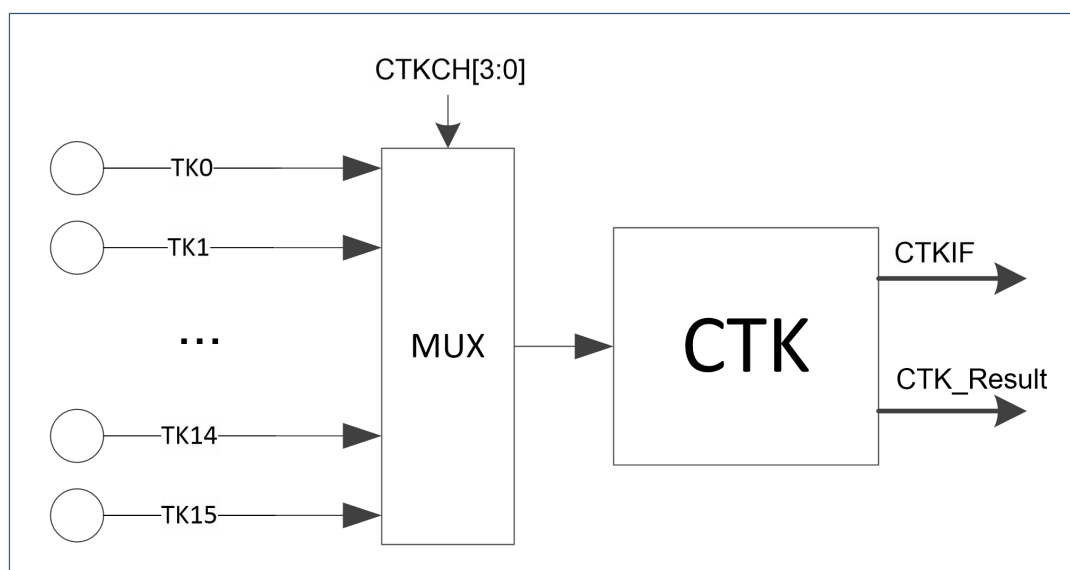 CTKCH[3:0]
TK0
TK1
...
TK14
TK15
MUX
CTK
CTKIF
CTK_Result